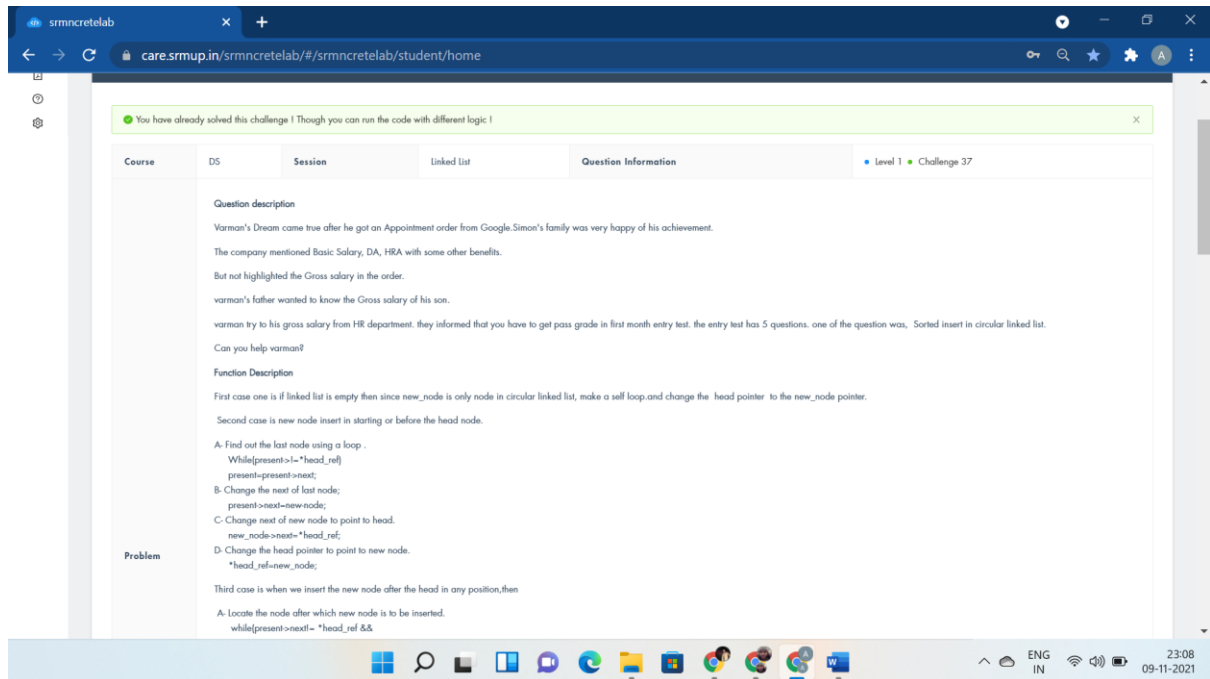 srmncretelab
care.srmup.in/srmncretelab/#/srmncretelab/student/home
A
You have already solved this challenge ! Though you can run the code with different logic !
Course DS Session Linked List Question Information Level 1 Challenge 37
Question description
Varman's Dream came true after he got an Appointment order from Google.Simon's family was very happy of his achievement.
The company mentioned Basic Salary, DA, HRA with some other benefits.
But not highlighted the Gross salary in the order.
varman's father wanted to know the Gross salary of his son.
varman try to his gross salary from HR department. they informed that you have to get pass grade in first month entry test. the entry test has 5 questions. one of the question was, Sorted insert in circular linked list.
Can you help varman?
Function Description
First case one is if linked list is empty then since new_node is only node in circular linked list, make a self loop.and change the head pointer to the new_node pointer.
Second case is new node insert in starting or before the head node.
A- Find out the last node using a loop .
While(present->!=*head_ref)
present=present->next;
B- Change the next of last node;
present->next=new-node;
C- Change next of new node to point to head.
new_node->next=*head_ref;
D- Change the head pointer to point to new node.
*head_ref=new_node;
Problem
Third case is when we insert the new node after the head in any position,then
A- Locate the node after which new node is to be inserted.
while(present->next!= *head_ref &&
W
ENG
IN
23:08
09-11-2021